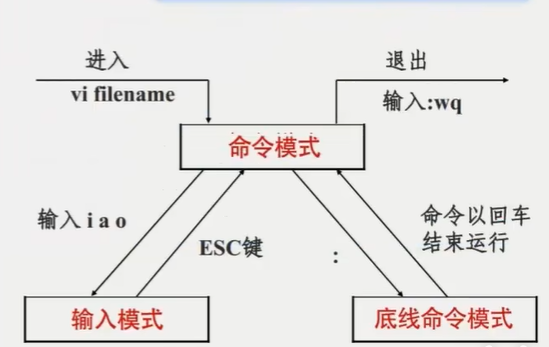 进入
退出
vi filename
输入:wq
命令模式
输入 i a o
命令以回车
结束运行
ESC键
:
输入模式
底线命令模式